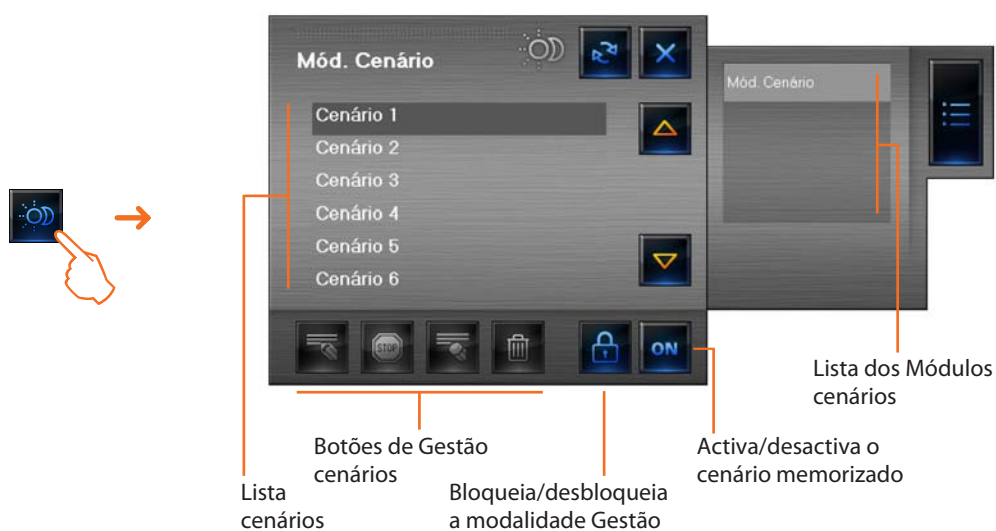 Mód. Cenário
Mód. Cenário
Cenário 1
Cenário 2
Cenário 3
Cenário 4
Cenário 5
Cenário 6
STOP
ON
Lista dos Módulos
cenários
Botões de Gestão
cenários
Activa/desactiva o
cenário memorizado
Lista
cenários
Bloqueia/desbloqueia
a modalidade Gestão